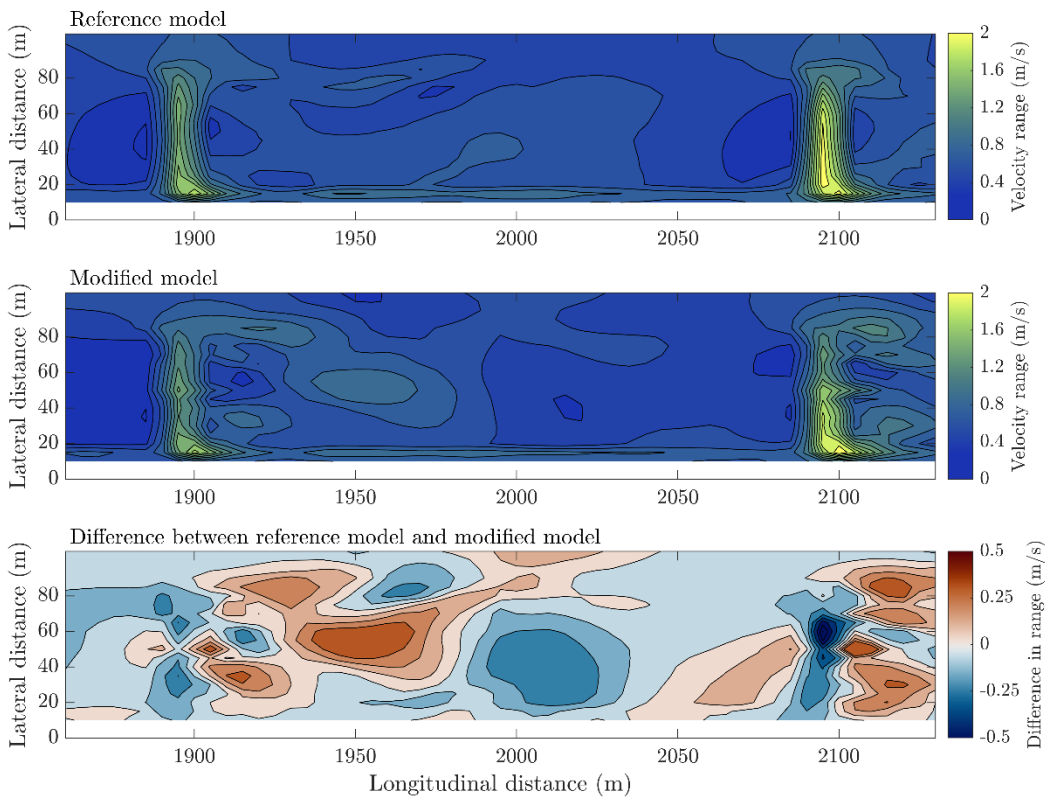 Reference model
Lateral distance (m)
80
60
40
20
0
1900 1950 2000 2050 2100
2
1.6
1.2
0.8
0.4
0
Velocity range (m/s)
Modified model
Lateral distance (m)
80
60
40
20
0
1900 1950 2000 2050 2100
2
1.6
1.2
0.8
0.4
0
Velocity range (m/s)
Difference between reference model and modified model
Lateral distance (m)
80
60
40
20
0
1900 1950 2000 2050 2100
Longitudinal distance (m)
0.5
0.25
0
-0.25
-0.5
Difference in range (m/s)